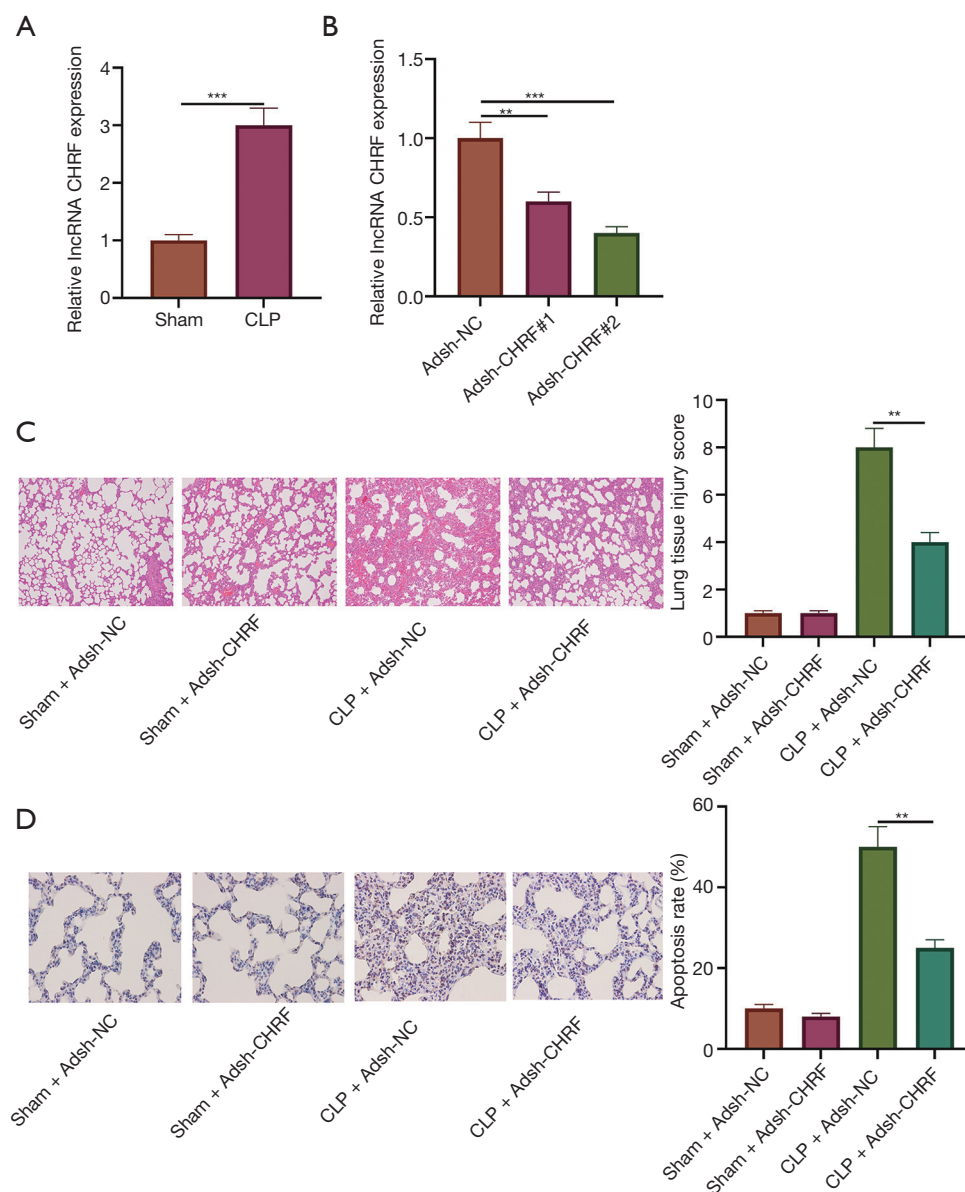 A
Relative lncRNA CHRF expression
4
3
2
1
0
***
Sham
CLP
B
Relative lncRNA CHRF expression
1.5
1.0
0.5
0.0
***
**
Adsh-NC
Adsh-CHRF#1
Adsh-CHRF#2
C
Sham + Adsh-NC
Sham + Adsh-CHRF
CLP + Adsh-NC
CLP + Adsh-CHRF
Lung tissue injury score
10
8
6
4
2
0
**
Sham + Adsh-NC
Sham + Adsh-CHRF
CLP + Adsh-NC
CLP + Adsh-CHRF
D
Sham + Adsh-NC
Sham + Adsh-CHRF
CLP + Adsh-NC
CLP + Adsh-CHRF
Apoptosis rate (%)
60
40
20
0
**
Sham + Adsh-NC
Sham + Adsh-CHRF
CLP + Adsh-NC
CLP + Adsh-CHRF